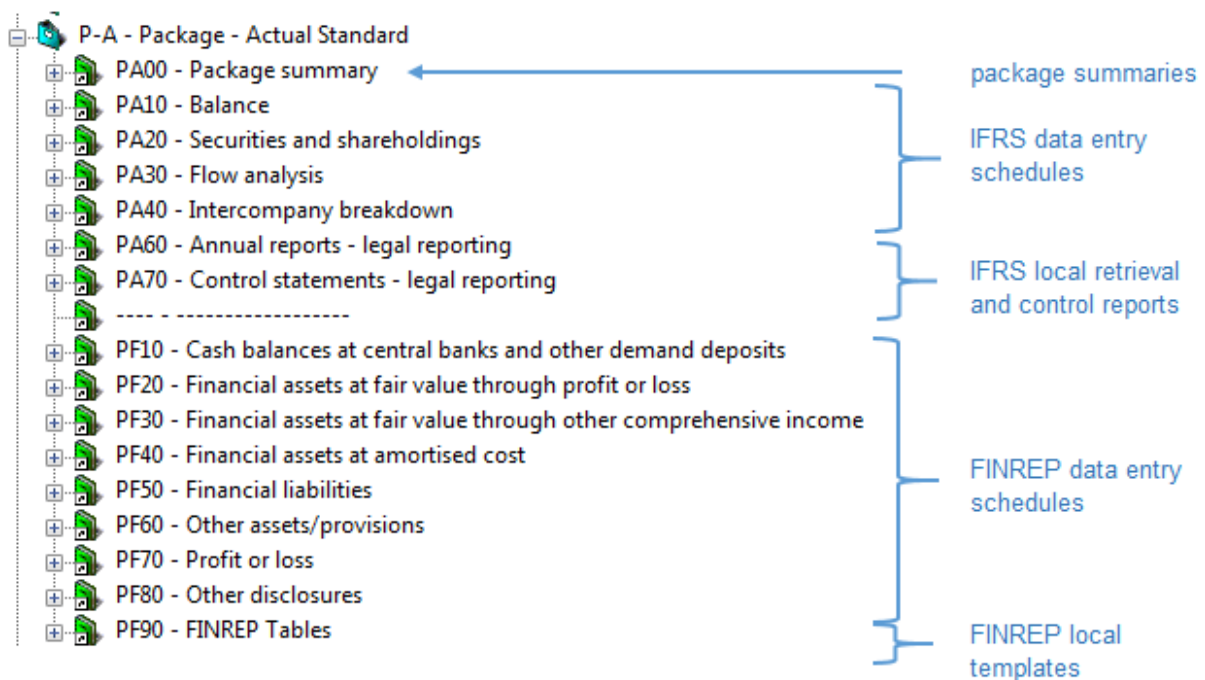 P-A - Package - Actual Standard
PA00 - Package summary
package summaries
PA10 - Balance
PA20 - Securities and shareholdings
PA30 - Flow analysis
PA40 - Intercompany breakdown
IFRS data entry
schedules
PA60 - Annual reports - legal reporting
PA70 - Control statements - legal reporting
---- - ------------------
IFRS local retrieval
and control reports
PF10 - Cash balances at central banks and other demand deposits
PF20 - Financial assets at fair value through profit or loss
PF30 - Financial assets at fair value through other comprehensive income
PF40 - Financial assets at amortised cost
PF50 - Financial liabilities
PF60 - Other assets/provisions
PF70 - Profit or loss
PF80 - Other disclosures
FINREP data entry
schedules
PF90 - FINREP Tables
FINREP local
templates